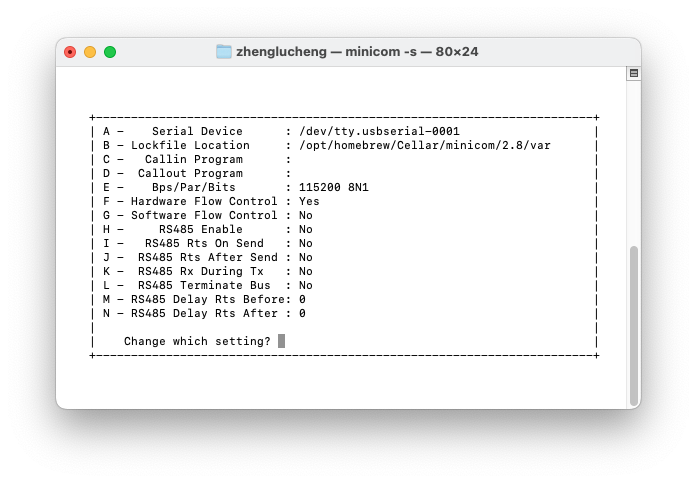 zhenglucheng — minicom -s — 80×24
A -    Serial Device      : /dev/tty.usbserial-0001
B - Lockfile Location     : /opt/homebrew/Cellar/minicom/2.8/var
C -   Callin Program      :
D -  Callout Program      :
E -    Bps/Par/Bits       : 115200 8N1
F - Hardware Flow Control : Yes
G - Software Flow Control : No
H -     RS485 Enable      : No
I -   RS485 Rts On Send   : No
J -  RS485 Rts After Send : No
K -  RS485 Rx During Tx   : No
L -  RS485 Terminate Bus  : No
M - RS485 Delay Rts Before: 0
N - RS485 Delay Rts After : 0
Change which setting?